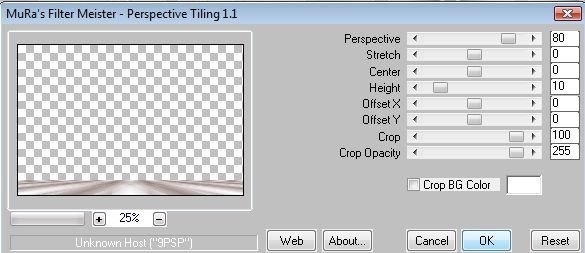 MuRa's Filter Meister - Perspective Tiling 1.1
Perspective 80
Stretch 0
Center 0
Height 10
Offset X 0
Offset Y 0
Crop 100
Crop Opacity 255
Crop BG Color
+ 25% -
Unknown Host ("9PSP") Web About... Cancel OK Reset